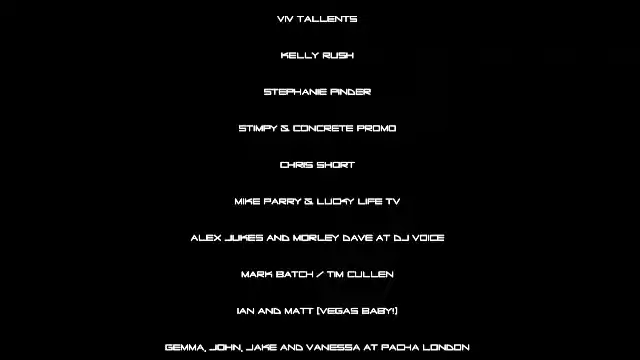 VIV TALLENTS
KELLY RUSH
STEPHANIE PINDER
STIMPY & CONCRETE PROMO
CHRIS SHORT
MIKE PARRY & LUCKY LIFE TV
ALEX JUKES AND MORLEY DAVE AT DJ VOICE
MARK BATCH / TIM CULLEN
IAN AND MATT [VEGAS BABY!]
GEMMA, JOHN, JAKE AND VANESSA AT PACHA LONDON